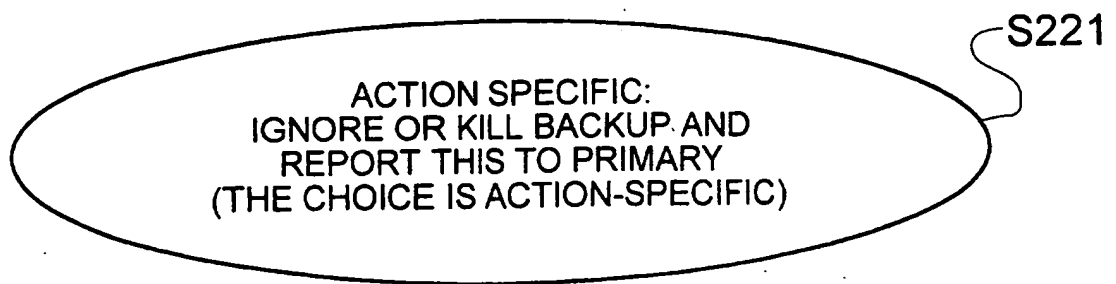 S221
ACTION SPECIFIC:
IGNORE OR KILL BACKUP AND
REPORT THIS TO PRIMARY
(THE CHOICE IS ACTION-SPECIFIC)